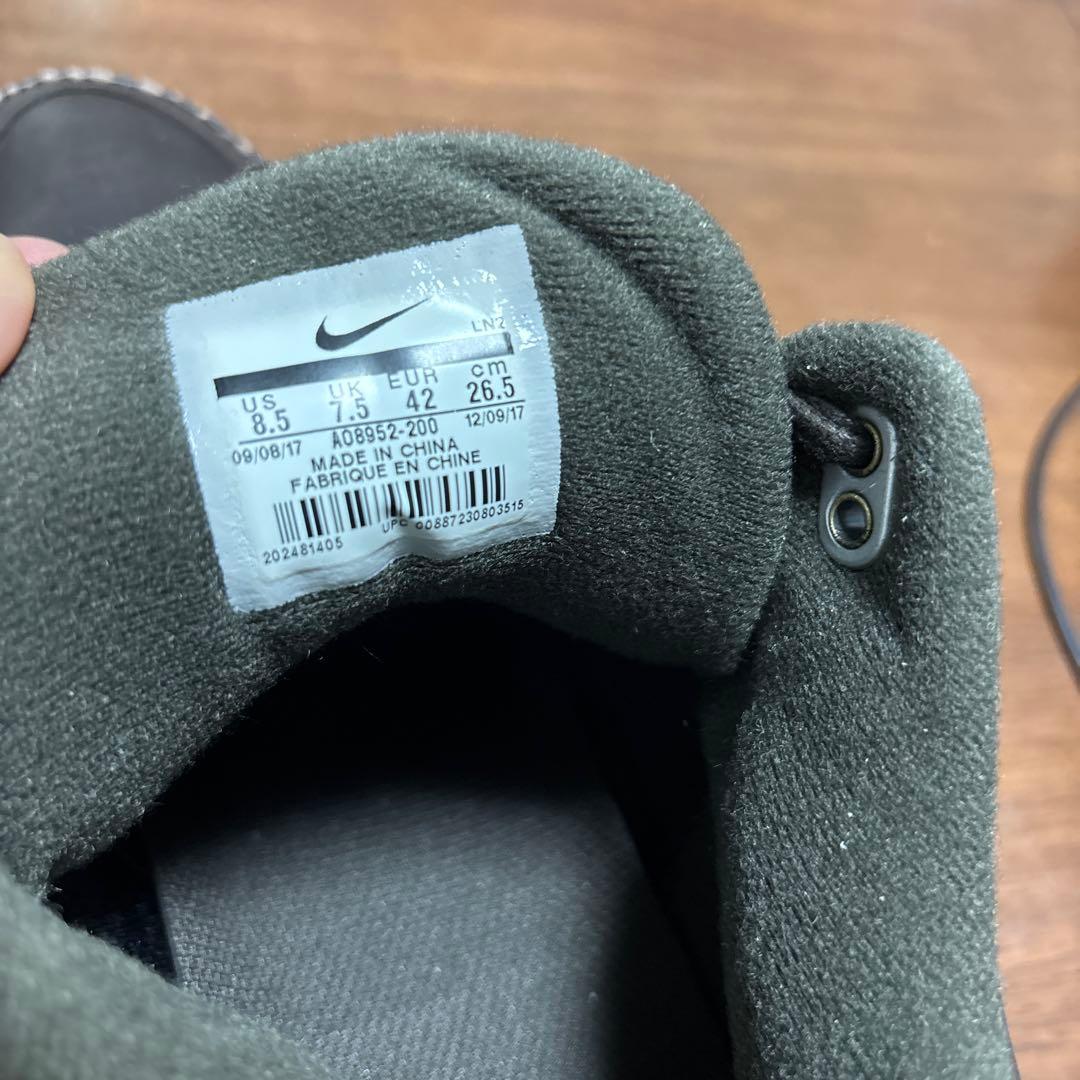 LN2
US UK EUR cm
8.5 7.5 42 26.5
09/08/17 AO8952-200 12/09/17
MADE IN CHINA
FABRIQUE EN CHINE
202481405 UPC 00887230803515